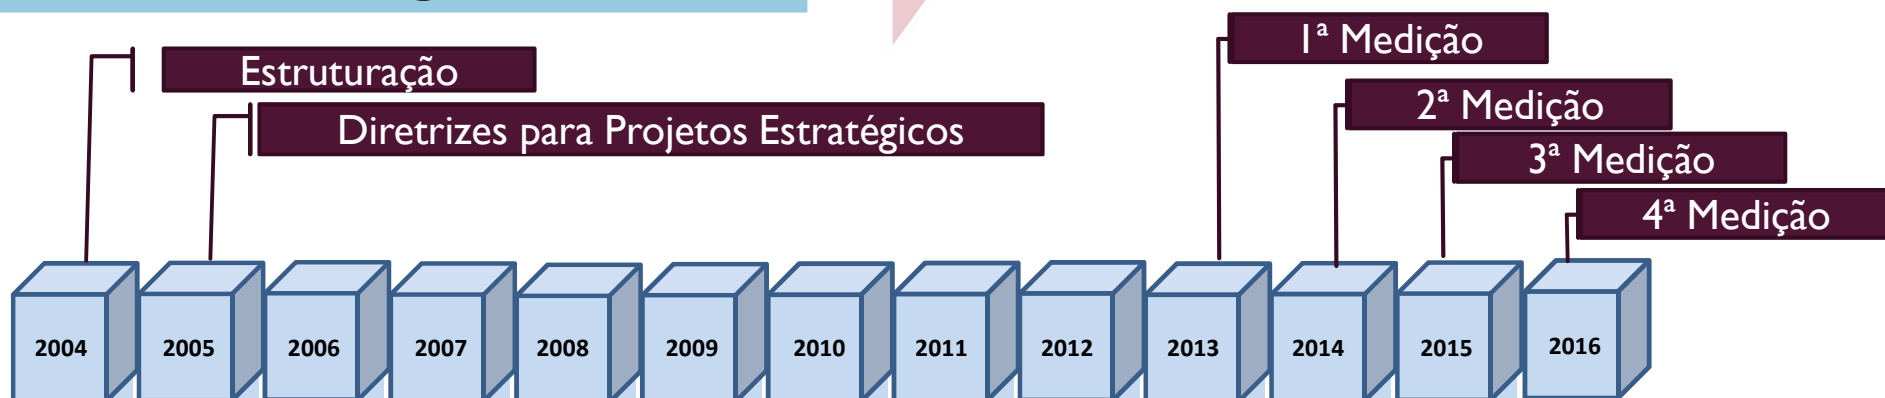 Estruturação
Diretrizes para Projetos Estratégicos
1ª Medição
2ª Medição
3ª Medição
4ª Medição
2004 2005 2006 2007 2008 2009 2010 2011 2012 2013 2014 2015 2016